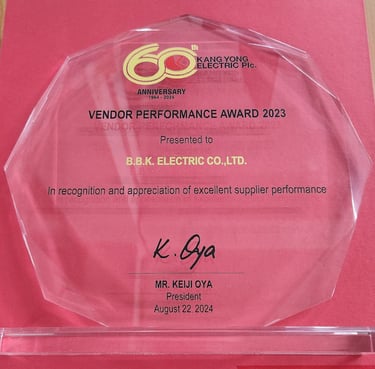 60th
KANG YONG
ELECTRIC Plc.
ANNIVERSARY
1964 - 2024
VENDOR PERFORMANCE AWARD 2023
Presented to
B.B.K. ELECTRIC CO.,LTD.
In recognition and appreciation of excellent supplier performance
K. Oya
MR. KEIJI OYA
President
August 22, 2024